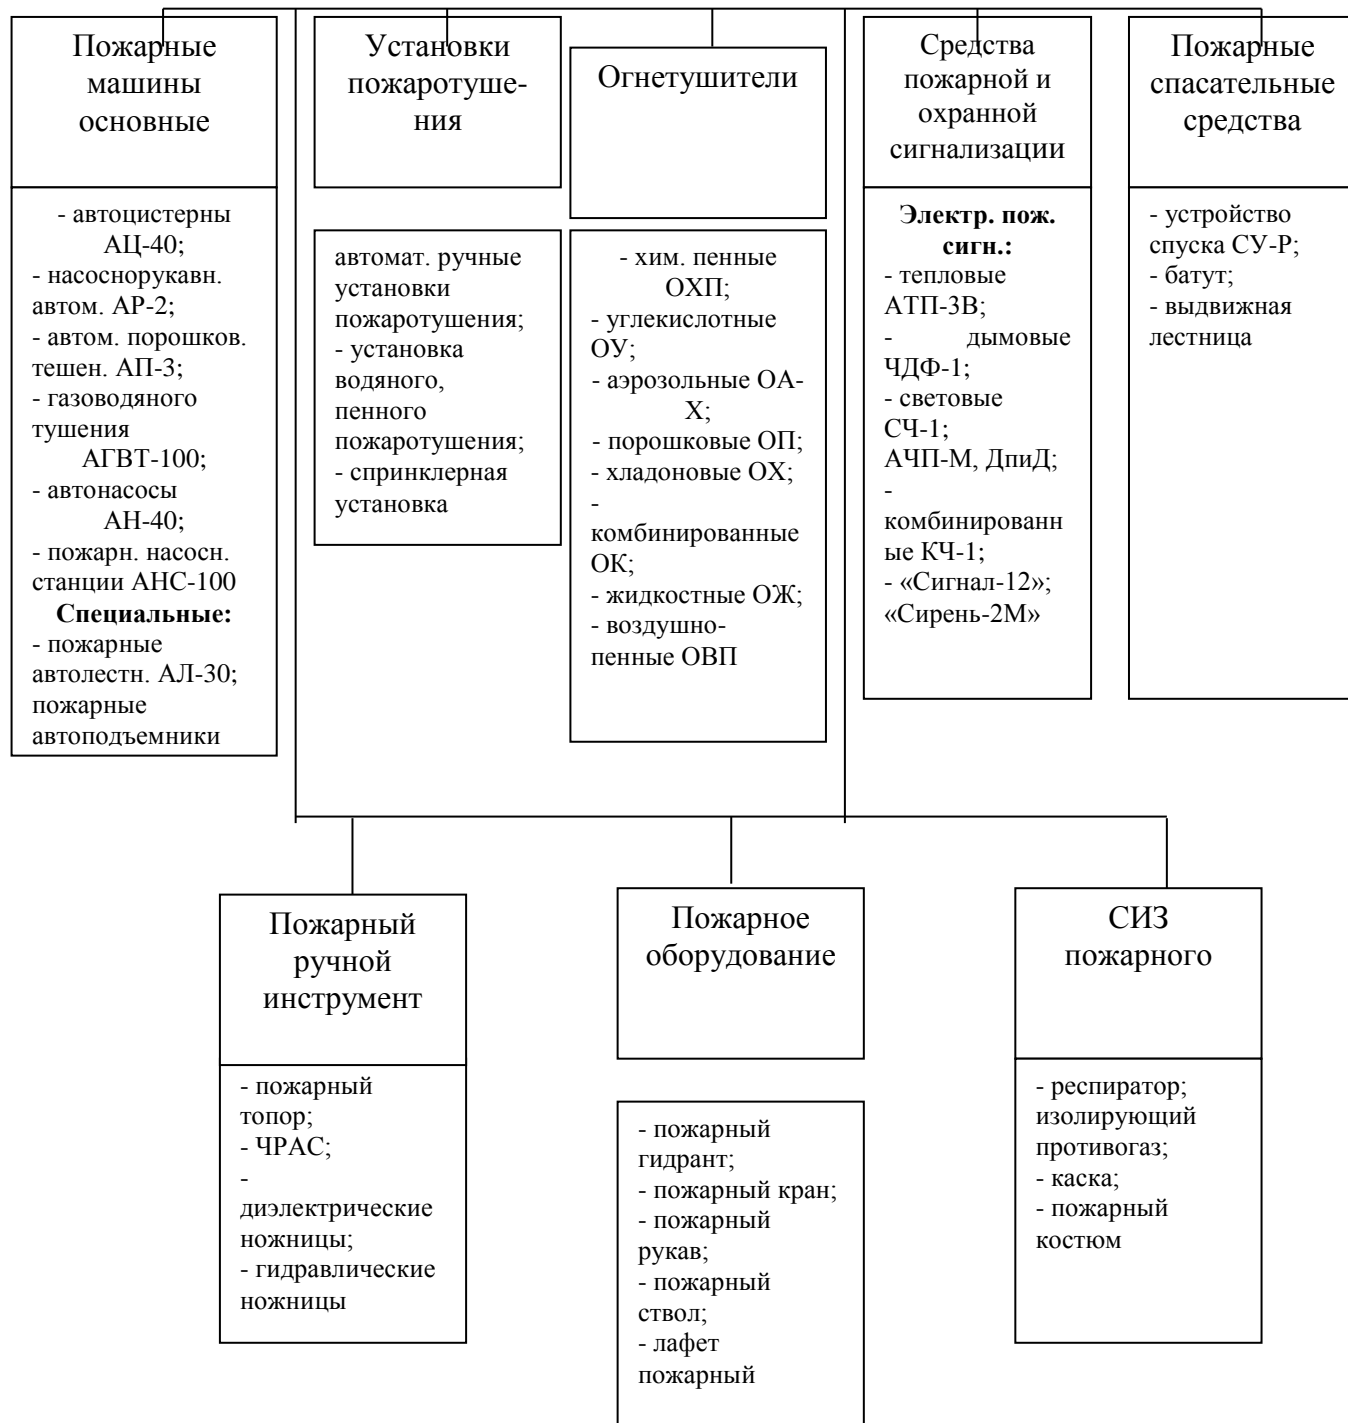 Пожарные
машины
основные
Установки
пожаротуше-
ния
Огнетушители
Средства
пожарной и
охранной
сигнализации
Пожарные
спасательные
средства
- автоцистерны
АЦ-40;
- насоснорукавн.
автом. АР-2;
- автом. порошков.
тешен. АП-3;
- газоводяного
тушения
АГВТ-100;
- автонасосы
АН-40;
- пожарн. насосн.
станции АНС-100
Специальные:
- пожарные
автолестн. АЛ-30;
пожарные
автоподъемники
автомат. ручные
установки
пожаротушения;
- установка
водяного,
пенного
пожаротушения;
- спринклерная
установка
- хим. пенные
ОХП;
- углекислотные
ОУ;
- аэрозольные ОА-
Х;
- порошковые ОП;
- хладоновые ОХ;
-
комбинированные
ОК;
- жидкостные ОЖ;
- воздушно-
пенные ОВП
Электр. пож.
сигн.:
- тепловые
АТП-3В;
- дымовые
ЧДФ-1;
- световые
СЧ-1;
АЧП-М, ДпиД;
-
комбинированн
ые КЧ-1;
- «Сигнал-12»;
«Сирень-2М»
- устройство
спуска СУ-Р;
- батут;
- выдвижная
лестница
Пожарный
ручной
инструмент
Пожарное
оборудование
СИЗ
пожарного
- пожарный
топор;
- ЧРАС;
-
диэлектрические
ножницы;
- гидравлические
ножницы
- пожарный
гидрант;
- пожарный кран;
- пожарный
рукав;
- пожарный
ствол;
- лафет
пожарный
- респиратор;
изолирующий
противогаз;
- каска;
- пожарный
костюм